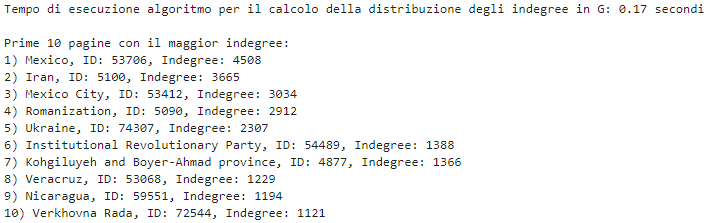 Tempo di esecuzione algoritmo per il calcolo della distribuzione degli indegree in G: 0.17 secondi
Prime 10 pagine con il maggior indegree:
1) Mexico, ID: 53706, Indegree: 4508
2) Iran, ID: 5100, Indegree: 3665
3) Mexico City, ID: 53412, Indegree: 3034
4) Romanization, ID: 5090, Indegree: 2912
5) Ukraine, ID: 74307, Indegree: 2307
6) Institutional Revolutionary Party, ID: 54489, Indegree: 1388
7) Kohgiluyeh and Boyer-Ahmad province, ID: 4877, Indegree: 1366
8) Veracruz, ID: 53068, Indegree: 1229
9) Nicaragua, ID: 59551, Indegree: 1194
10) Verkhovna Rada, ID: 72544, Indegree: 1121